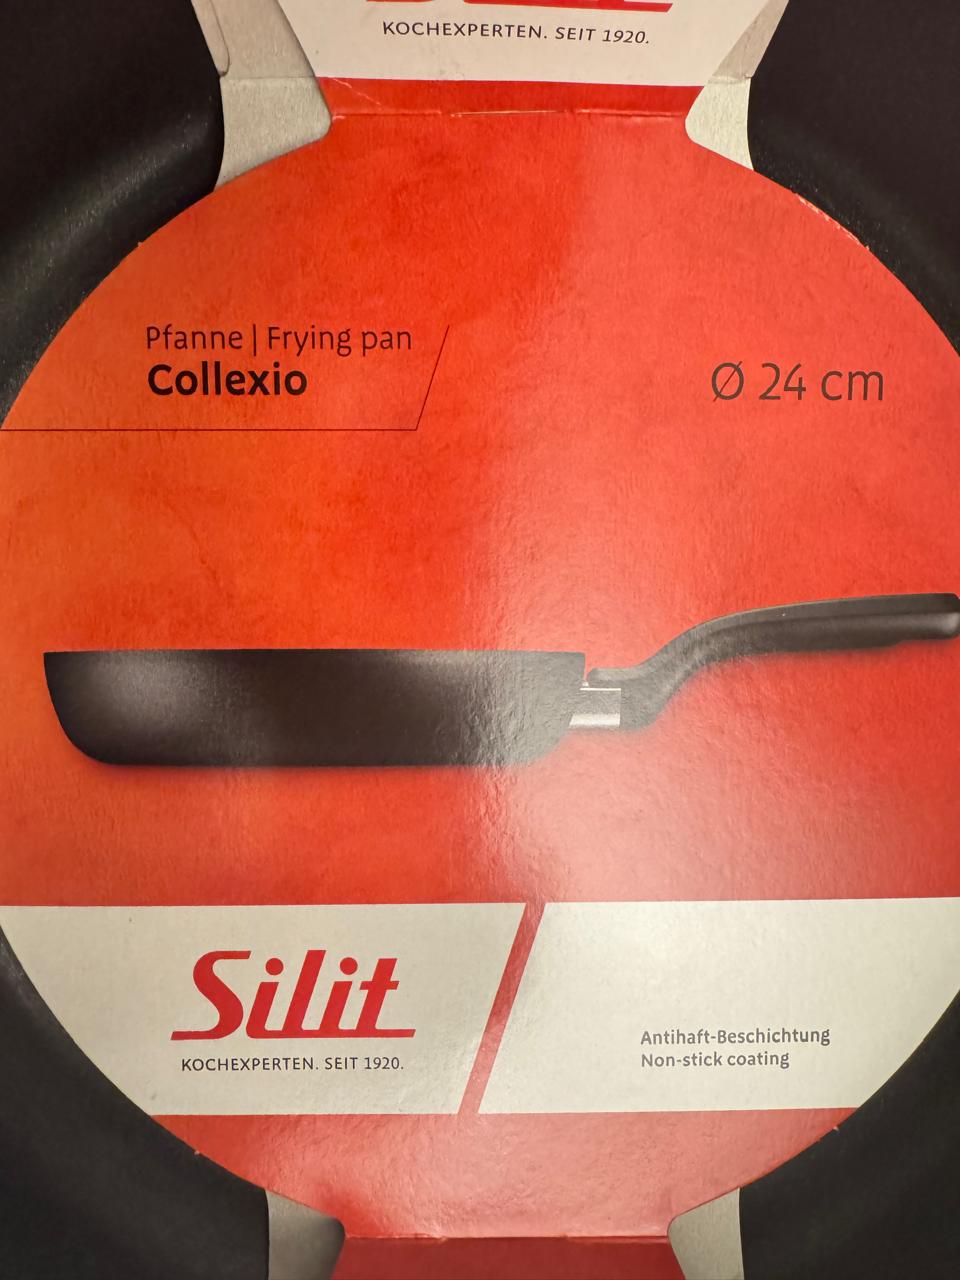 KOCHEXPERTEN. SEIT 1920.
Pfanne | Frying pan
Collexio
Ø 24 cm
Silit
KOCHEXPERTEN. SEIT 1920.
Antihaft-Beschichtung
Non-stick coating